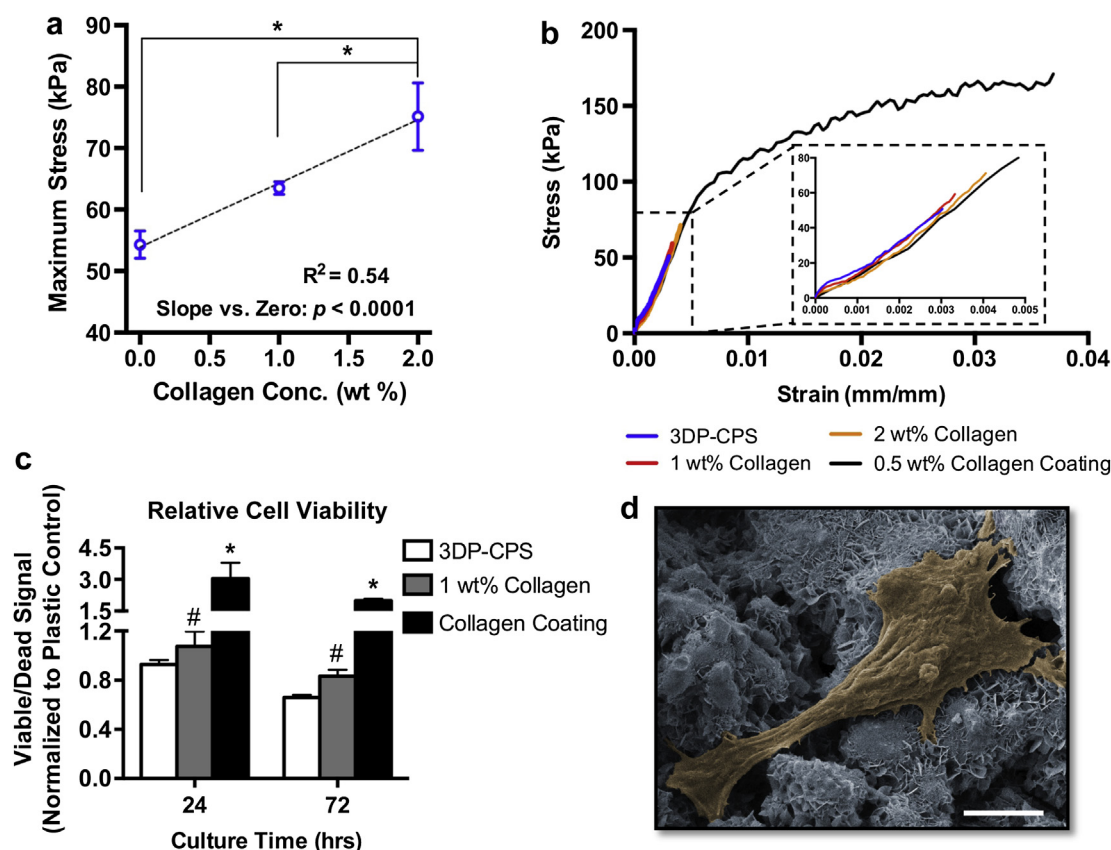 a
Maximum Stress (kPa)
90
80
70
60
50
40
*
*
R² = 0.54
Slope vs. Zero: p < 0.0001
0.0 0.5 1.0 1.5 2.0
Collagen Conc. (wt %)
b
Stress (kPa)
200
150
100
50
0
80
60
40
20
0
0.000 0.001 0.002 0.003 0.004 0.005
0.00 0.01 0.02 0.03 0.04
Strain (mm/mm)
3DP-CPS
2 wt% Collagen
1 wt% Collagen
0.5 wt% Collagen Coating
c
Relative Cell Viability
Viable/Dead Signal
(Normalized to Plastic Control)
4.5
3.0
1.5
1.2
0.8
0.4
0.0
#
*
#
*
3DP-CPS
1 wt% Collagen
Collagen Coating
24 72
Culture Time (hrs)
d